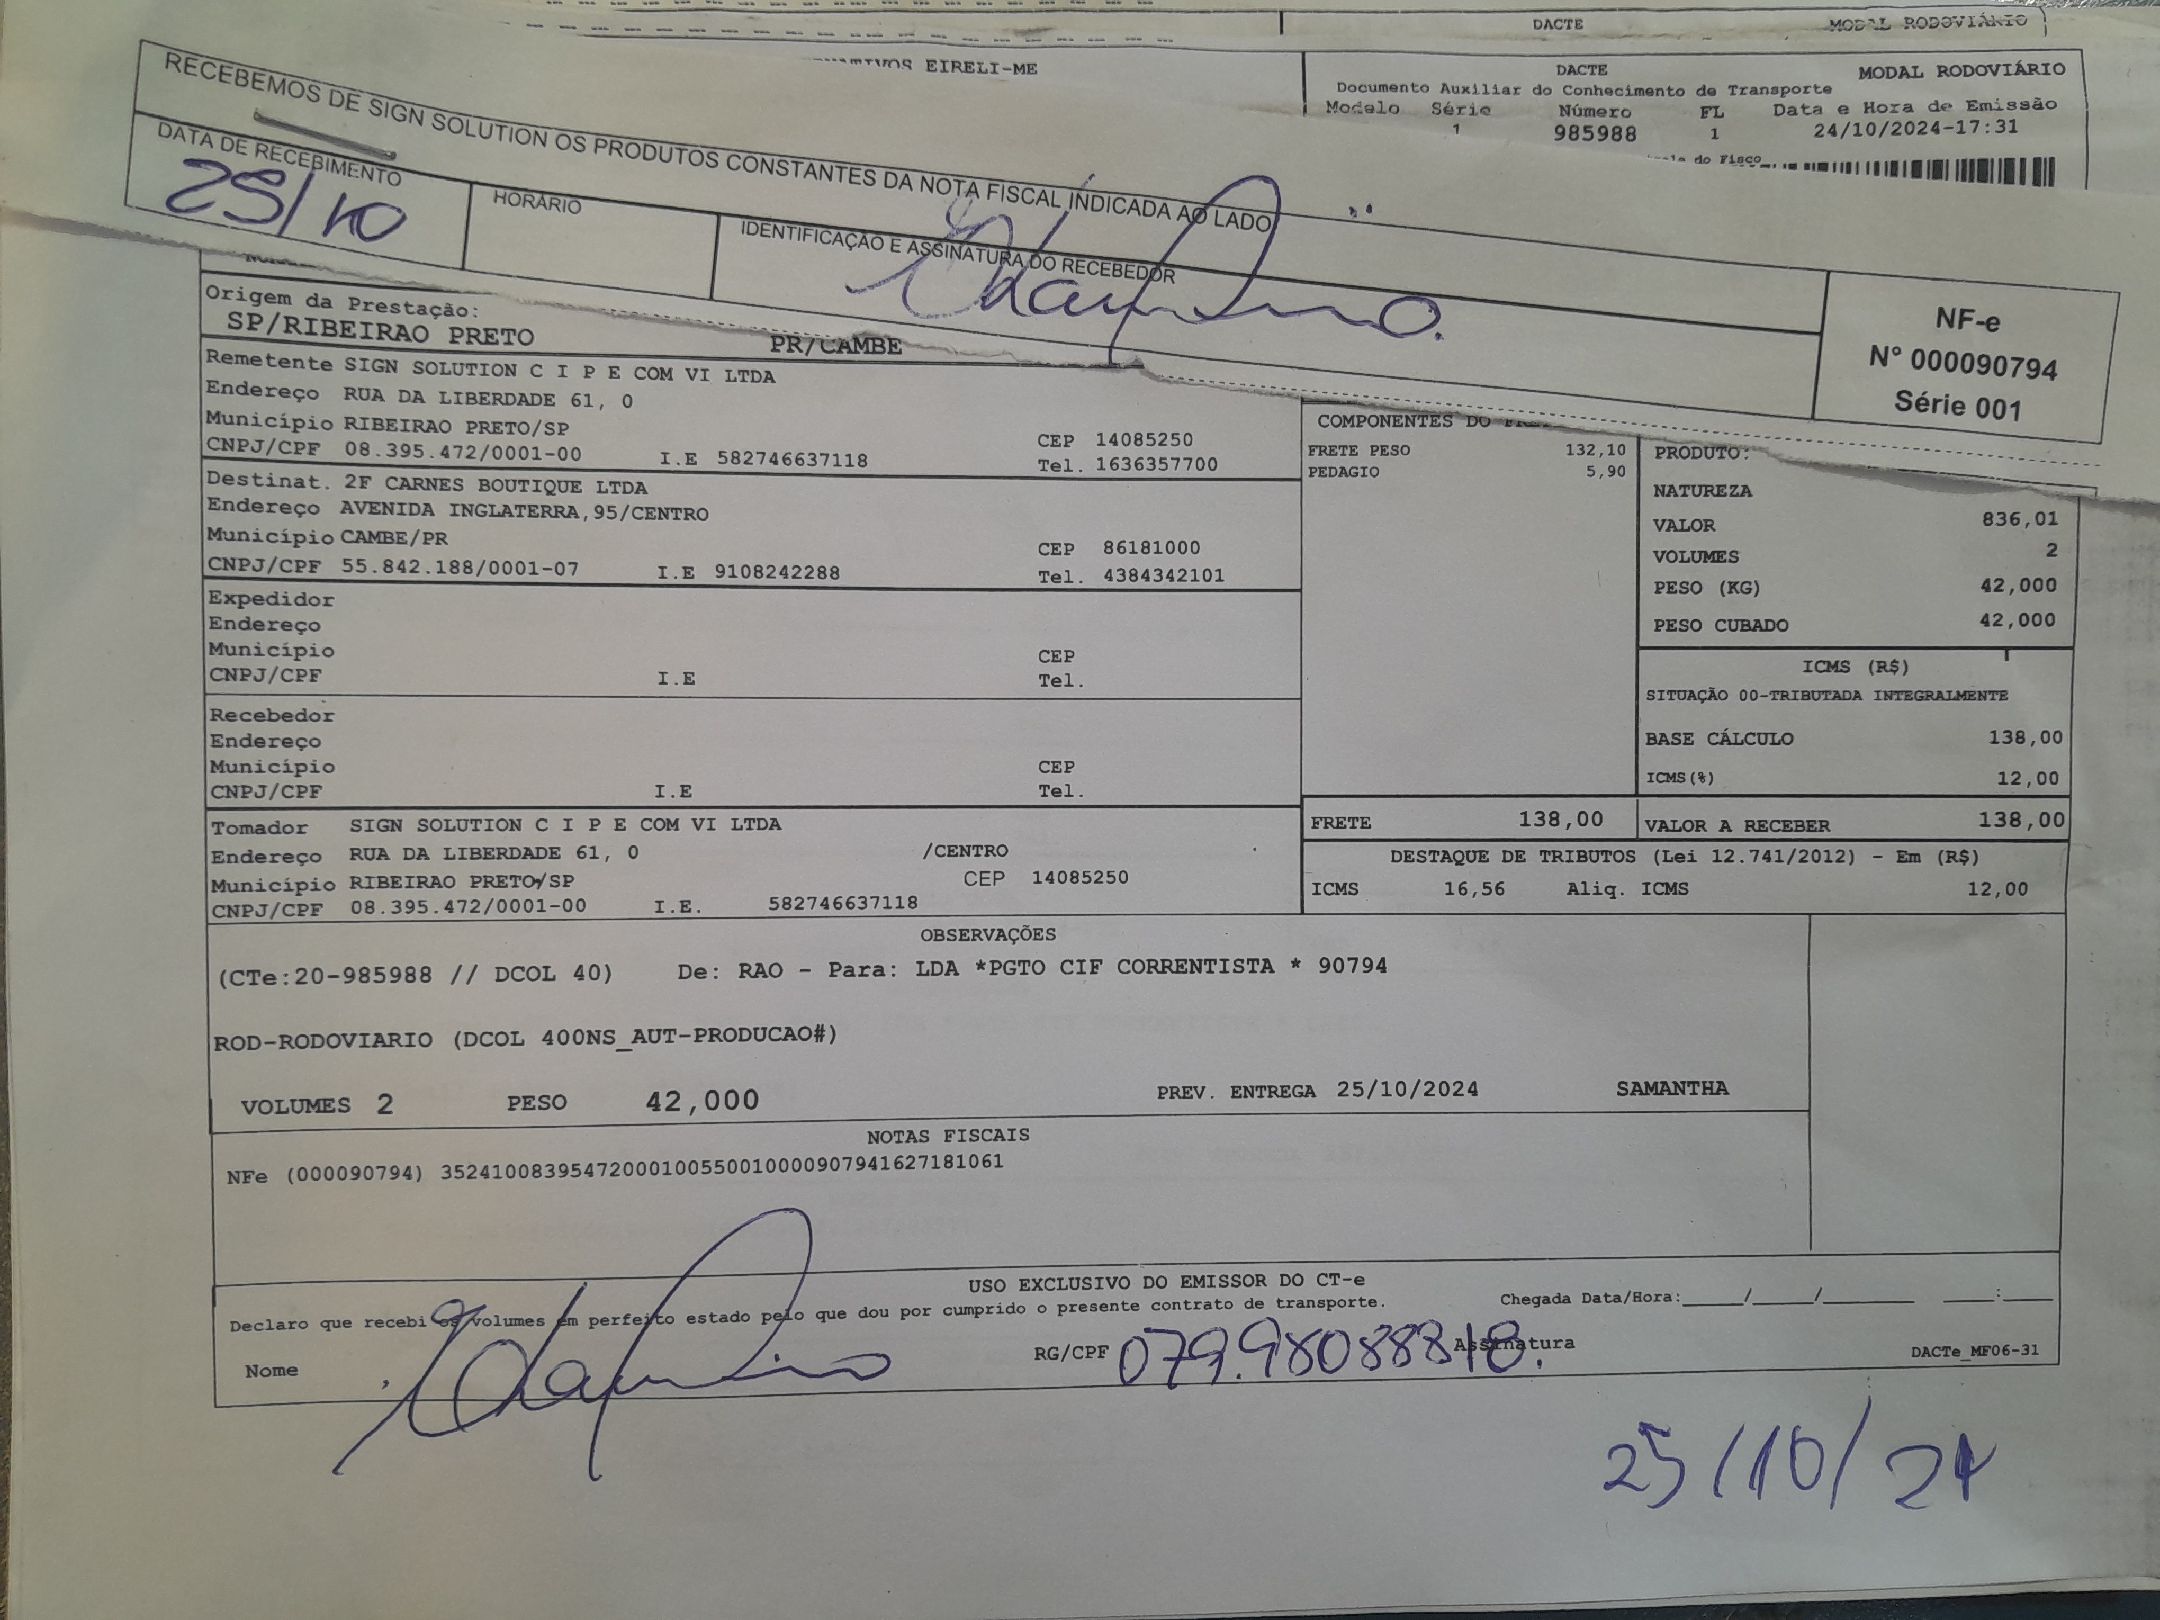 DACTE MODAL RODOVIÁRIO
EIRELI-ME
DACTE MODAL RODOVIÁRIO
Documento Auxiliar do Conhecimento de Transporte
Modelo Série Número FL Data e Hora de Emissão
1 985988 1 24/10/2024-17:31
do Fisco
RECEBEMOS DE SIGN SOLUTION OS PRODUTOS CONSTANTES DA NOTA FISCAL INDICADA AO LADO
DATA DE RECEBIMENTO HORÁRIO IDENTIFICAÇÃO E ASSINATURA DO RECEBEDOR
25/10
NF-e
Nº 000090794
Série 001
Origem da Prestação:
SP/RIBEIRAO PRETO PR/CAMBE
Remetente SIGN SOLUTION C I P E COM VI LTDA
Endereço RUA DA LIBERDADE 61, 0
Município RIBEIRAO PRETO/SP CEP 14085250
CNPJ/CPF 08.395.472/0001-00 I.E 582746637118 Tel. 1636357700
Destinat. 2F CARNES BOUTIQUE LTDA
Endereço AVENIDA INGLATERRA,95/CENTRO
Município CAMBE/PR CEP 86181000
CNPJ/CPF 55.842.188/0001-07 I.E 9108242288 Tel. 4384342101
Expedidor
Endereço
Município CEP
CNPJ/CPF I.E Tel.
Recebedor
Endereço
Município CEP
CNPJ/CPF I.E Tel.
Tomador SIGN SOLUTION C I P E COM VI LTDA
Endereço RUA DA LIBERDADE 61, 0 /CENTRO
Município RIBEIRAO PRETO/SP CEP 14085250
CNPJ/CPF 08.395.472/0001-00 I.E. 582746637118
COMPONENTES DO
FRETE PESO 132,10
PEDAGIO 5,90
PRODUTO:
NATUREZA
VALOR 836,01
VOLUMES 2
PESO (KG) 42,000
PESO CUBADO 42,000
ICMS (R$)
SITUAÇÃO 00-TRIBUTADA INTEGRALMENTE
BASE CÁLCULO 138,00
ICMS(%) 12,00
FRETE 138,00 VALOR A RECEBER 138,00
DESTAQUE DE TRIBUTOS (Lei 12.741/2012) - Em (R$)
ICMS 16,56 Aliq. ICMS 12,00
OBSERVAÇÕES
(CTe:20-985988 // DCOL 40) De: RAO - Para: LDA *PGTO CIF CORRENTISTA * 90794
ROD-RODOVIARIO (DCOL 400NS_AUT-PRODUCAO#)
VOLUMES 2 PESO 42,000 PREV. ENTREGA 25/10/2024 SAMANTHA
NOTAS FISCAIS
NFe (000090794) 35241008395472000100550010000907941627181061
USO EXCLUSIVO DO EMISSOR DO CT-e
Declaro que recebi os volumes em perfeito estado pelo que dou por cumprido o presente contrato de transporte. Chegada Data/Hora:____/____/______ ___:___
Nome RG/CPF 079.98088818. Assinatura DACTe_MF06-31
25/10/24